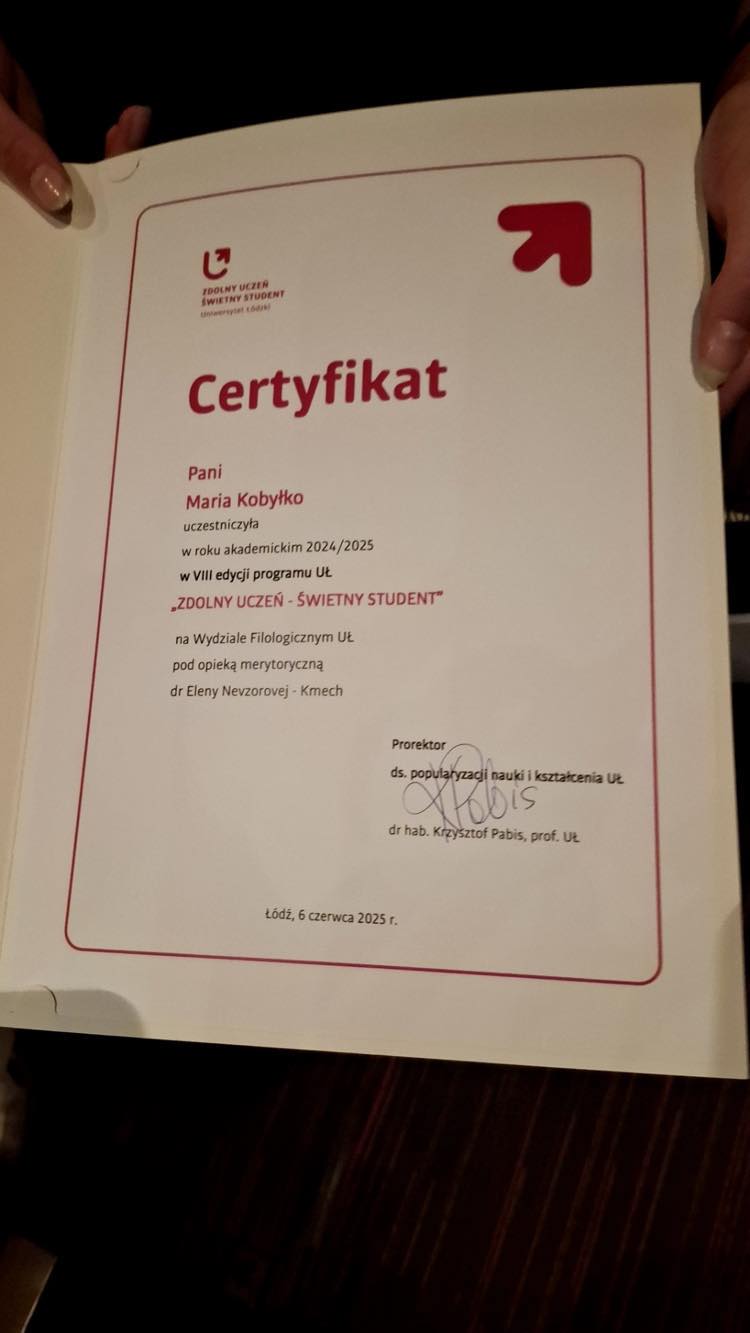 ZDOLNY UCZEŃ
ŚWIETNY STUDENT
Uniwersytet Łódzki
Certyfikat
Pani
Maria Kobyłko
uczestniczyła
w roku akademickim 2024/2025
w VIII edycji programu UŁ
„ZDOLNY UCZEŃ - ŚWIETNY STUDENT”
na Wydziale Filologicznym UŁ
pod opieką merytoryczną
dr Eleny Nevzorovej - Kmech
Prorektor
ds. popularyzacji nauki i kształcenia UŁ
KPabis
dr hab. Krzysztof Pabis, prof. UŁ
Łódź, 6 czerwca 2025 r.